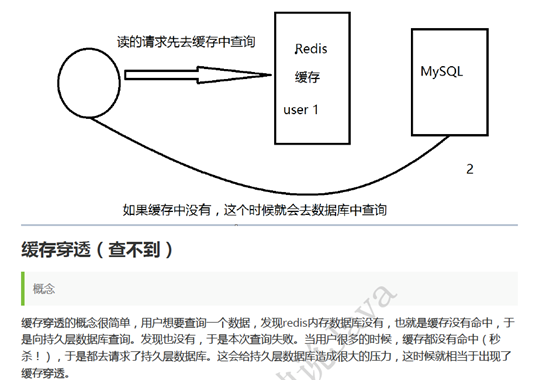 读的请求先去缓存中查询
Redis
缓存
user 1
MySQL
2
如果缓存中没有，这个时候就会去数据库中查询
缓存穿透（查不到）
概念
缓存穿透的概念很简单，用户想要查询一个数据，发现redis内存数据库没有，也就是缓存没有命中，于
是向持久层数据库查询。发现也没有，于是本次查询失败。当用户很多的时候，缓存都没有命中（秒
杀！），于是都去请求了持久层数据库。这会给持久层数据库造成很大的压力，这时候就相当于出现了
缓存穿透。
说Java